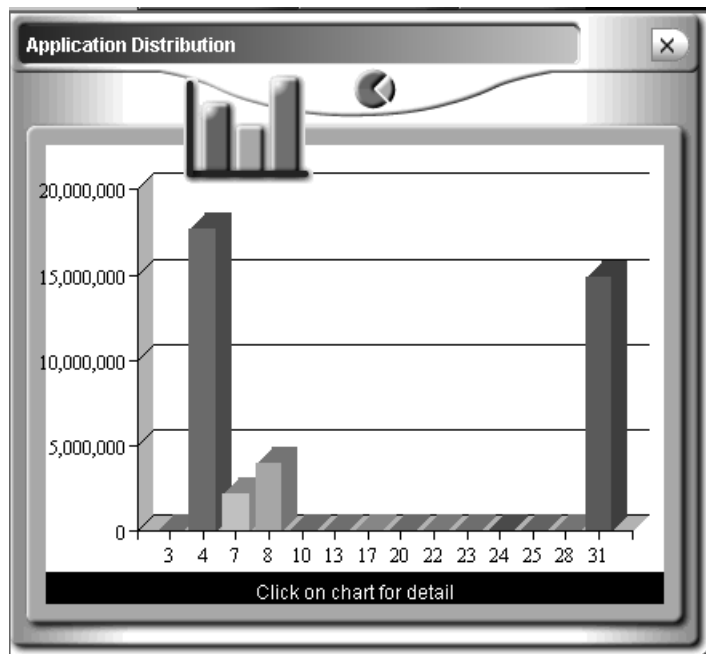 Application Distribution
20,000,000
15,000,000
10,000,000
5,000,000
0
3 4 7 8 10 13 17 20 22 23 24 25 28 31
Click on chart for detail